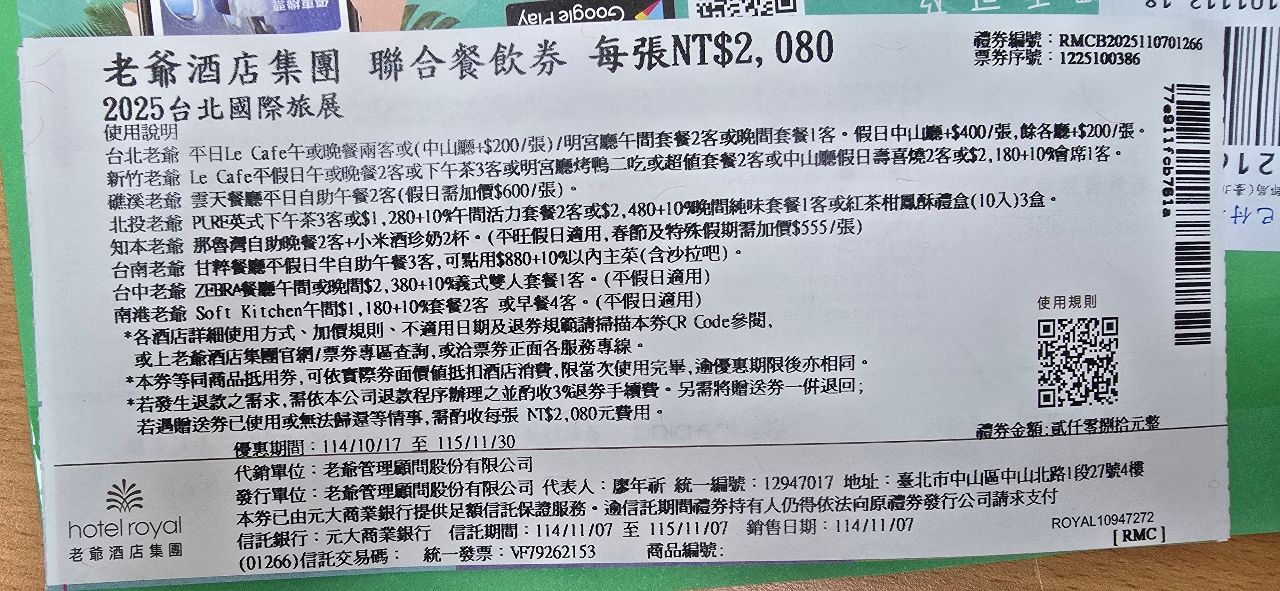 Google Play
老爺酒店集團 聯合餐飲券 每張NT$2,080
禮券編號：RMCB2025110701266
票券序號：1225100386
2025台北國際旅展
使用說明
台北老爺 平日Le Cafe午或晚餐兩客或(中山廳+$200/張)/明宮廳午間套餐2客或晚間套餐1客。假日中山廳+$400/張,餘各廳+$200/張。
新竹老爺 Le Cafe平假日午或晚餐2客或下午茶3客或明宮廳烤鴨二吃或超值套餐2客或中山廳假日壽喜燒2客或$2,180+10%會席1客。
礁溪老爺 雲天餐廳平日自助午餐2客(假日需加價$600/張)。
北投老爺 PURE英式下午茶3客或$1,280+10%午間活力套餐2客或$2,480+10%晚間純味套餐1客或紅茶柑鳳酥禮盒(10入)3盒。
知本老爺 那魯灣自助晚餐2客+小米酒珍奶2杯。(平旺假日適用,春節及特殊假期需加價$555/張)
台南老爺 甘粹餐廳平假日半自助午餐3客,可點用$880+10%以內主菜(含沙拉吧)。
台中老爺 ZEBRA餐廳午間或晚間$2,380+10%義式雙人套餐1客。(平假日適用)
南港老爺 Soft Kitchen午間$1,180+10%套餐2客 或早餐4客。(平假日適用)
*各酒店詳細使用方式、加價規則、不適用日期及退券規範請掃描本券QR Code參閱,
或上老爺酒店集團官網/票券專區查詢,或洽票券正面各服務專線。
*本券等同商品抵用券,可依實際券面價值抵扣酒店消費,限當次使用完畢,逾優惠期限後亦相同。
*若發生退款之需求,需依本公司退款程序辦理之並酌收3%退券手續費。另需將贈送券一併退回;
若遇贈送券已使用或無法歸還等情事,需酌收每張 NT$2,080元費用。
使用規則
77e911fcb761a
禮券金額:貳仟零捌拾元整
優惠期間：114/10/17 至 115/11/30
代銷單位：老爺管理顧問股份有限公司
發行單位：老爺管理顧問股份有限公司 代表人：廖年祈 統一編號：12947017 地址：臺北市中山區中山北路1段27號4樓
本券已由元大商業銀行提供足額信託保證服務。逾信託期間禮券持有人仍得依法向原禮券發行公司請求支付
信託銀行：元大商業銀行 信託期間：114/11/07 至 115/11/07 銷售日期：114/11/07
(01266)信託交易碼： 統一發票：VF79262153 商品編號：
ROYAL10947272
[RMC]
hotel royal
老爺酒店集團